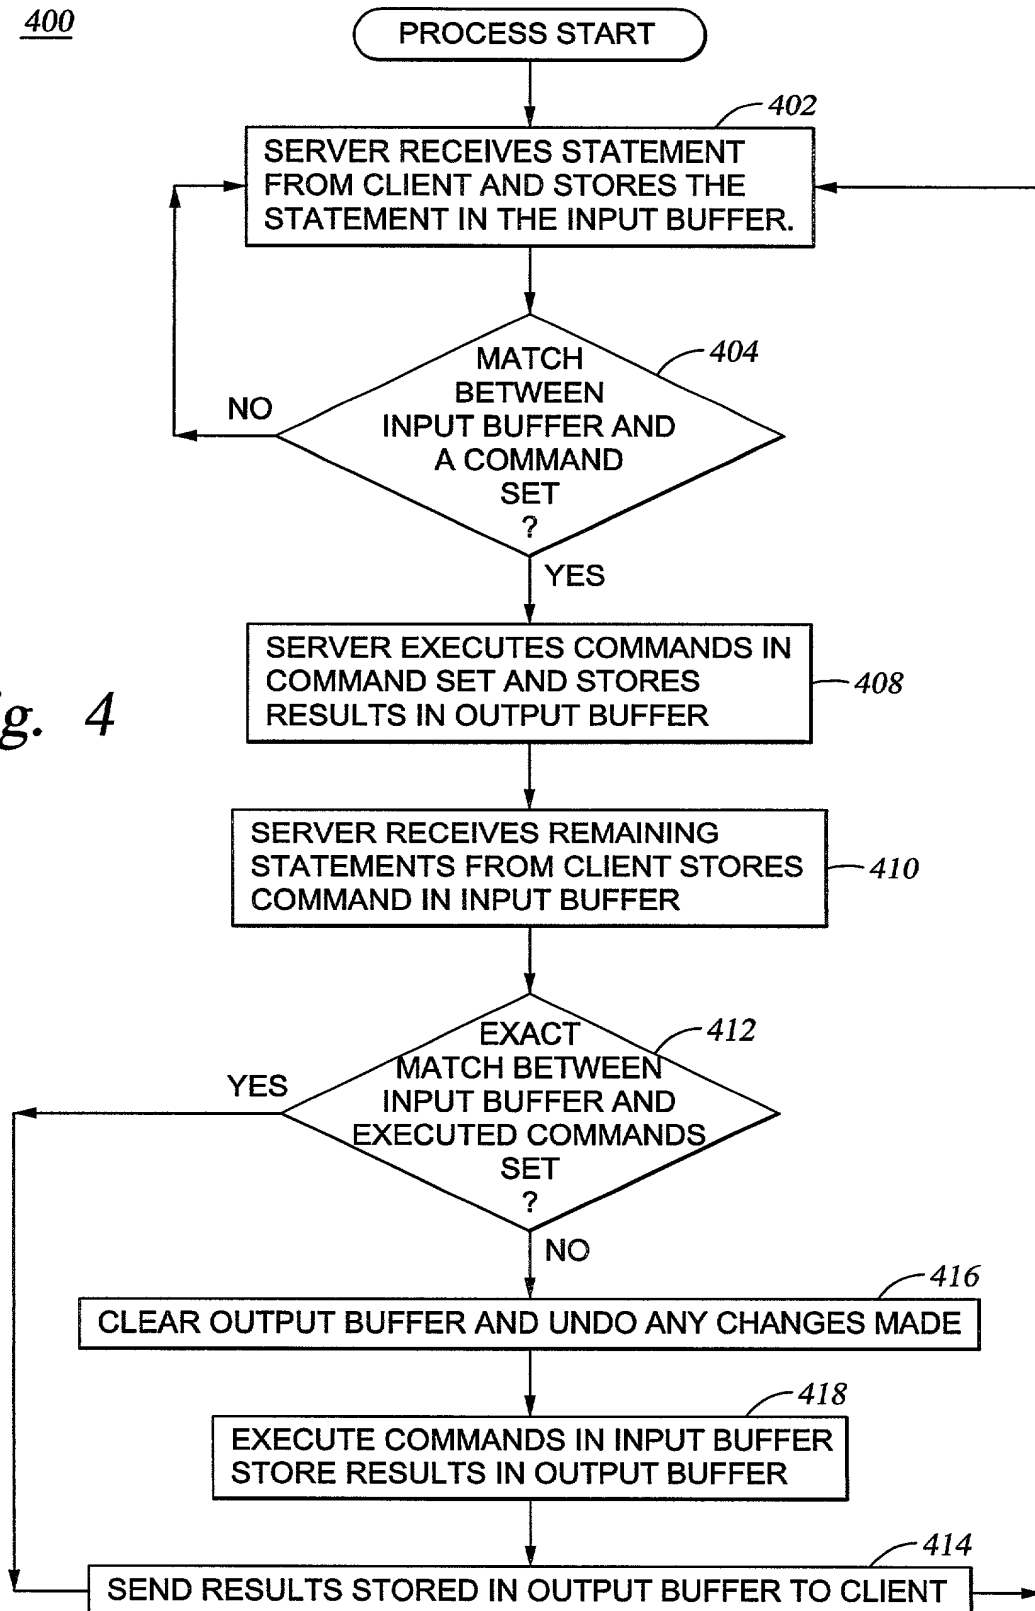 400
PROCESS START
402
SERVER RECEIVES STATEMENT
FROM CLIENT AND STORES THE
STATEMENT IN THE INPUT BUFFER.
404
MATCH
BETWEEN
INPUT BUFFER AND
A COMMAND
SET
?
NO
YES
SERVER EXECUTES COMMANDS IN
COMMAND SET AND STORES
RESULTS IN OUTPUT BUFFER
408
g. 4
SERVER RECEIVES REMAINING
STATEMENTS FROM CLIENT STORES
COMMAND IN INPUT BUFFER
410
412
EXACT
MATCH BETWEEN
INPUT BUFFER AND
EXECUTED COMMANDS
SET
?
YES
NO
416
CLEAR OUTPUT BUFFER AND UNDO ANY CHANGES MADE
418
EXECUTE COMMANDS IN INPUT BUFFER
STORE RESULTS IN OUTPUT BUFFER
414
SEND RESULTS STORED IN OUTPUT BUFFER TO CLIENT